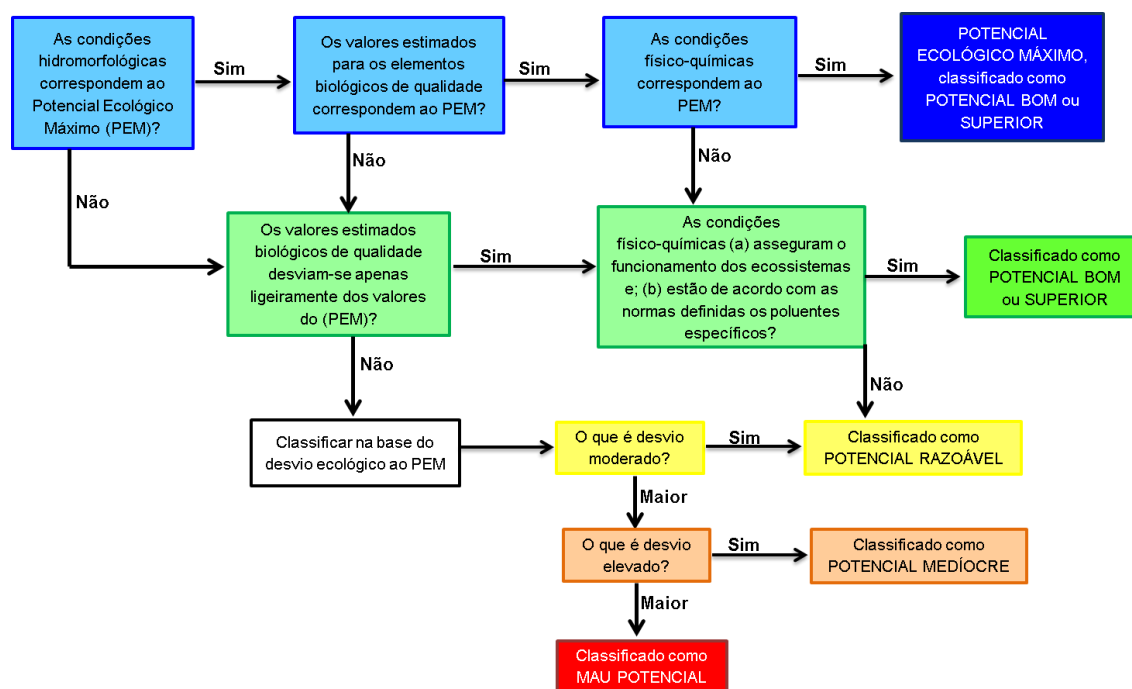 As condições
hidromorfológicas
correspondem ao
Potencial Ecológico
Máximo (PEM)?
Sim
Os valores estimados
para os elementos
biológicos de qualidade
correspondem ao PEM?
Sim
As condições
físico-químicas
correspondem ao
PEM?
Sim
POTENCIAL
ECOLÓGICO MÁXIMO,
classificado como
POTENCIAL BOM ou
SUPERIOR
Não
Não
Não
Os valores estimados
biológicos de qualidade
desviam-se apenas
ligeiramente dos valores
do (PEM)?
Sim
As condições
físico-químicas (a) asseguram o
funcionamento dos ecossistemas
e; (b) estão de acordo com as
normas definidas os poluentes
específicos?
Sim
Classificado como
POTENCIAL BOM
ou SUPERIOR
Não
Não
Classificar na base do
desvio ecológico ao PEM
O que é desvio
moderado?
Sim
Classificado como
POTENCIAL RAZOÁVEL
Maior
O que é desvio
elevado?
Sim
Classificado como
POTENCIAL MEDÍOCRE
Maior
Classificado como
MAU POTENCIAL